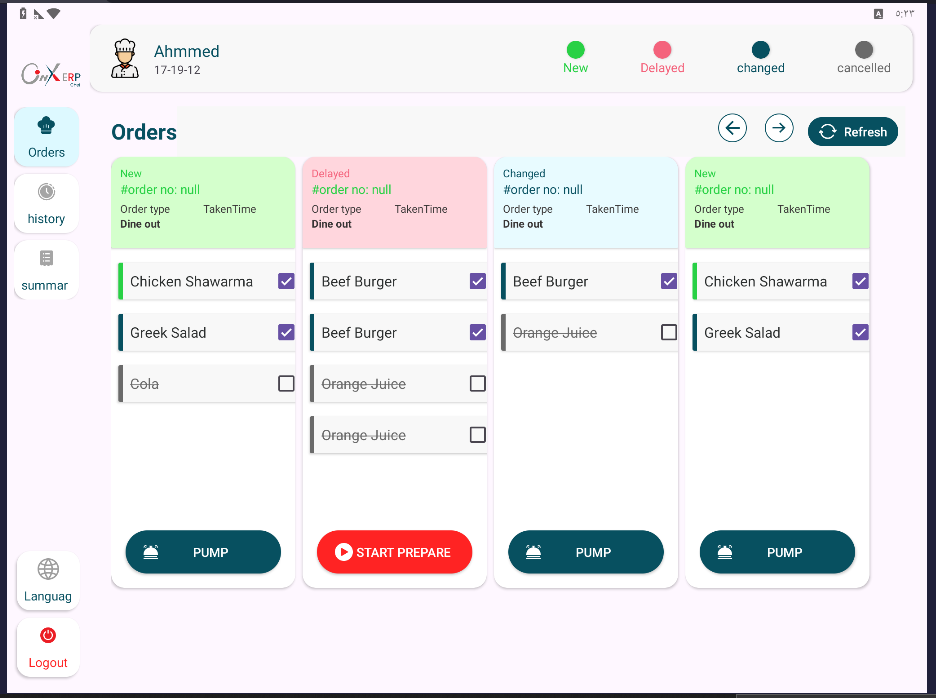 A ٥:٢٣
OnX ERP
Ahmmed
17-19-12
New
Delayed
changed
cancelled
Orders
history
summar
Languag
Logout
Orders
Refresh
New
#order no: null
Order type TakenTime
Dine out
Chicken Shawarma
Greek Salad
Cola
PUMP
Delayed
#order no: null
Order type TakenTime
Dine out
Beef Burger
Beef Burger
Orange Juice
Orange Juice
START PREPARE
Changed
#order no: null
Order type TakenTime
Dine out
Beef Burger
Orange Juice
PUMP
New
#order no: null
Order type TakenTime
Dine out
Chicken Shawarma
Greek Salad
PUMP